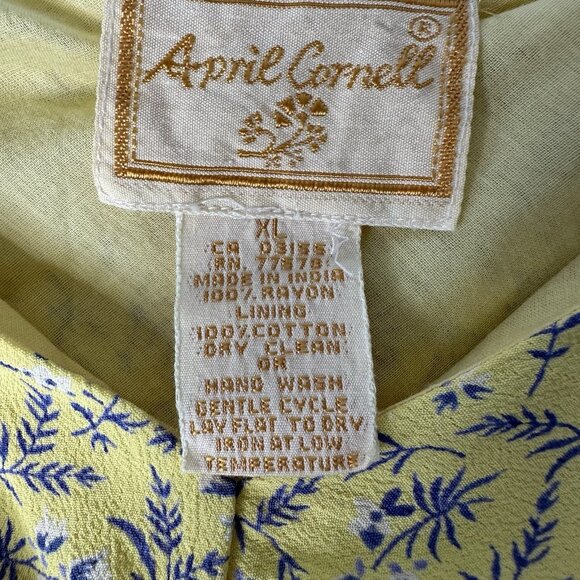 April Cornell ®
XL
CA 03155
RN 77578
MADE IN INDIA
100% RAYON
LINING
100% COTTON
DRY CLEAN
OR
HAND WASH
GENTLE CYCLE
LAY FLAT TO DRY
IRON AT LOW
TEMPERATURE